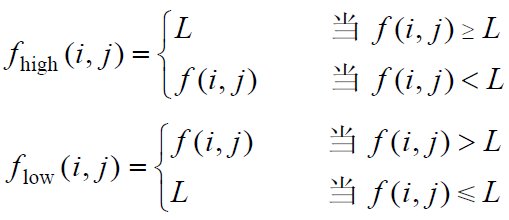 f_high (i, j) = { L 当 f(i, j) ≥ L
f(i, j) 当 f(i, j) < L
f_low (i, j) = { f(i, j) 当 f(i, j) > L
L 当 f(i, j) ⩽ L